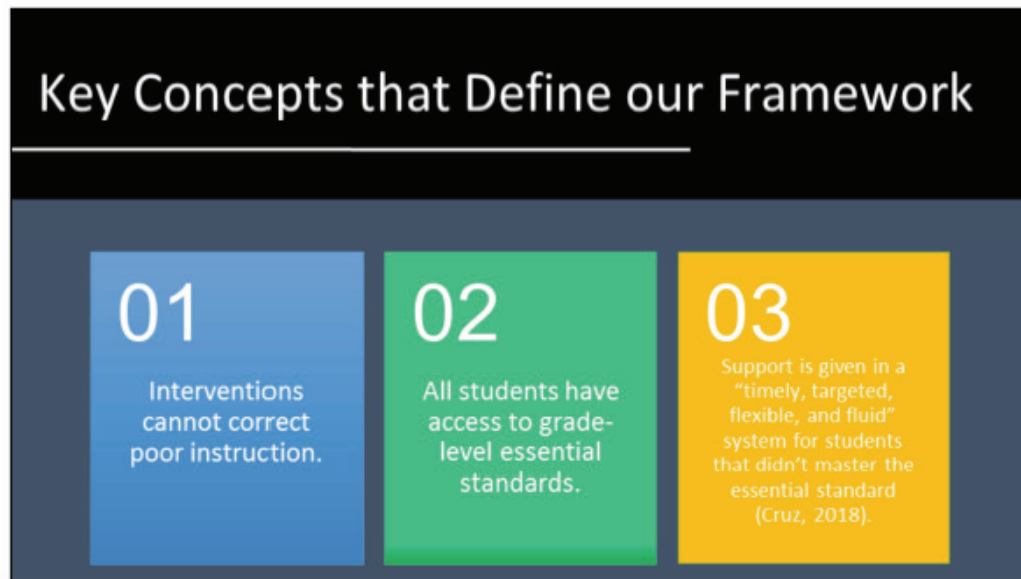 Key Concepts that Define our Framework
01
Interventions
cannot correct
poor instruction.
02
All students have
access to grade-
level essential
standards.
03
Support is given in a
“timely, targeted,
flexible, and fluid”
system for students
that didn’t master the
essential standard
(Cruz, 2018).